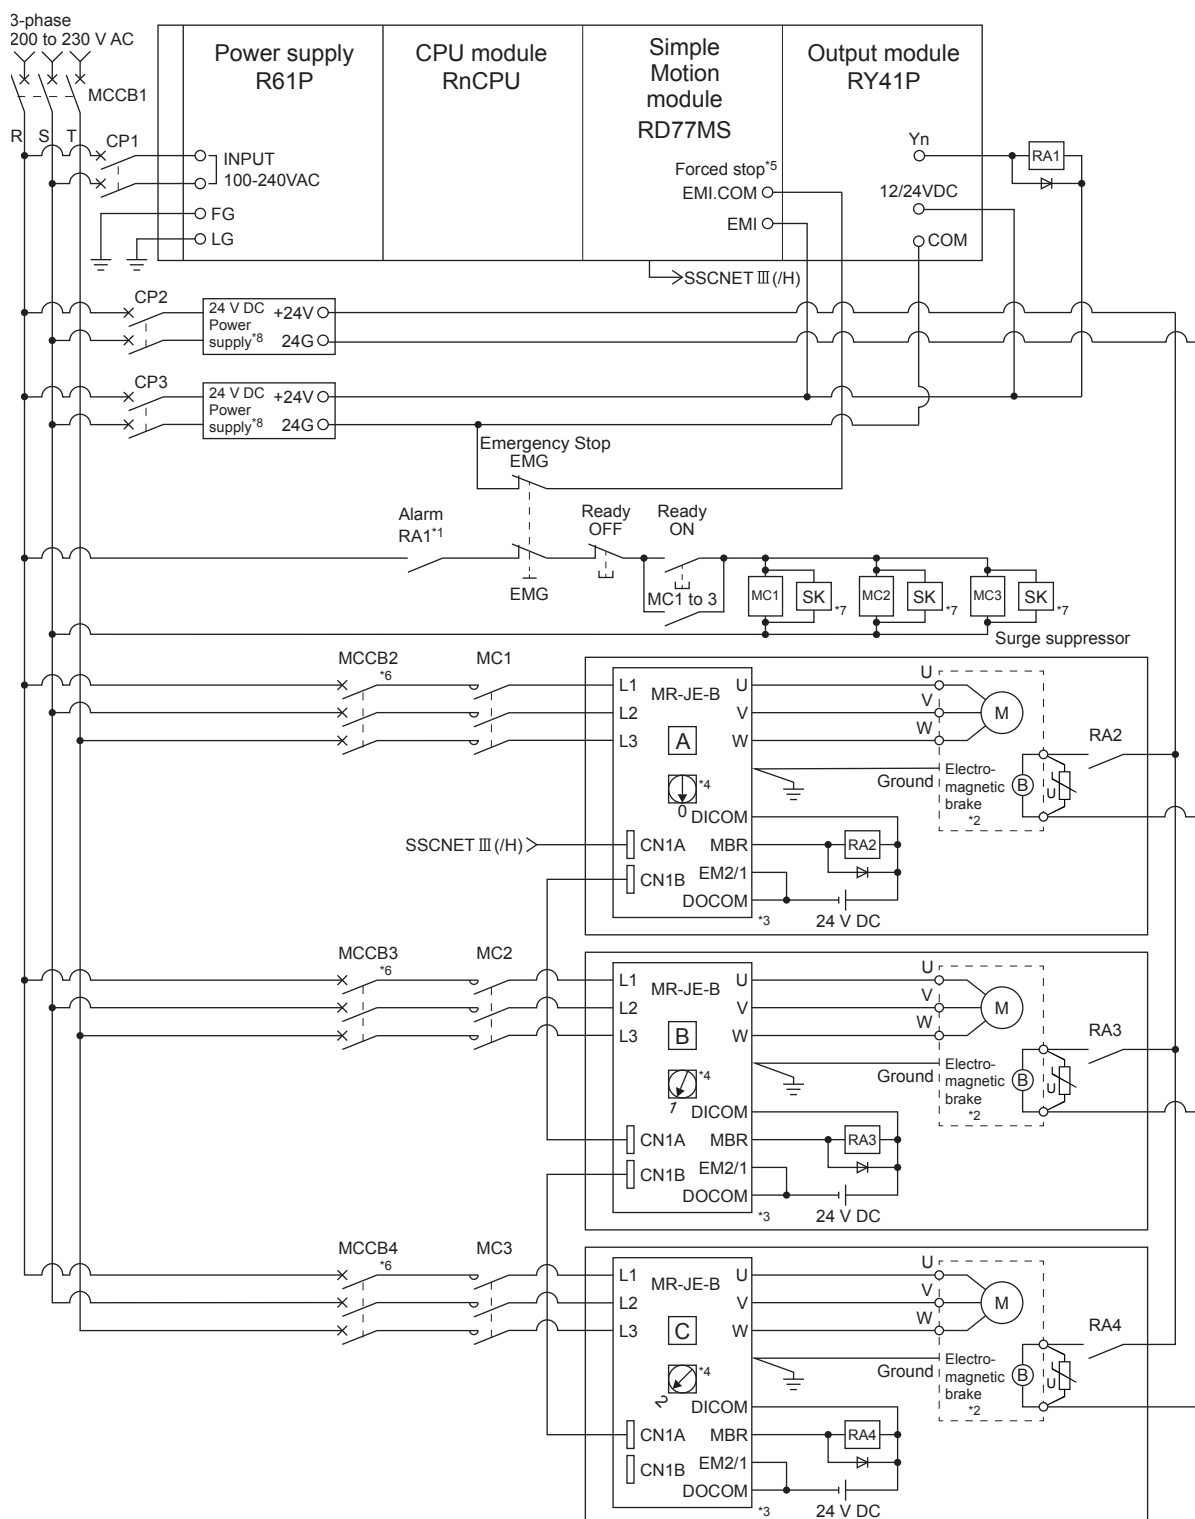 3-phase
200 to 230 V AC
MCCB1
R S T
CP1
Power supply
R61P
CPU module
RnCPU
Simple
Motion
module
RD77MS
Output module
RY41P
INPUT
100-240VAC
FG
LG
Forced stop*5
EMI.COM
EMI
Yn
12/24VDC
COM
RA1
SSCNET III(/H)
CP2
24 V DC
Power
supply*8
+24V
24G
CP3
24 V DC
Power
supply*8
+24V
24G
Emergency Stop
EMG
Alarm
RA1*1
EMG
Ready
OFF
Ready
ON
MC1 to 3
MC1
SK
*7
MC2
SK
*7
MC3
SK
*7
Surge suppressor
MCCB2
*6
MC1
L1
L2
L3
MR-JE-B
A
*4
0
U
V
W
U
V
W
M
RA2
Ground
Electro-
magnetic
brake
*2
B
U
SSCNET III(/H)
CN1A
CN1B
DICOM
MBR
EM2/1
DOCOM
RA2
24 V DC
*3
MCCB3
*6
MC2
L1
L2
L3
MR-JE-B
B
*4
1
U
V
W
U
V
W
M
RA3
Ground
Electro-
magnetic
brake
*2
B
U
CN1A
CN1B
DICOM
MBR
EM2/1
DOCOM
RA3
24 V DC
*3
MCCB4
*6
MC3
L1
L2
L3
MR-JE-B
C
*4
2
U
V
W
U
V
W
M
RA4
Ground
Electro-
magnetic
brake
*2
B
U
CN1A
CN1B
DICOM
MBR
EM2/1
DOCOM
RA4
24 V DC
*3